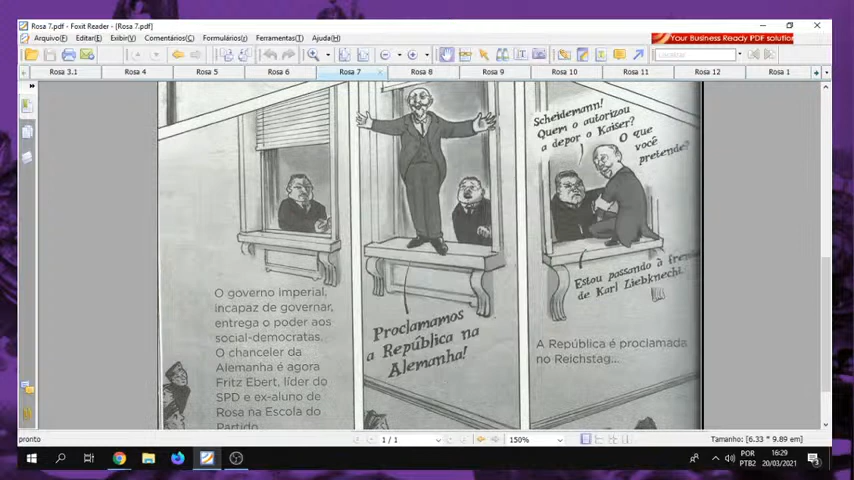 Rosa 7.pdf - Foxit Reader - [Rosa 7.pdf]
Arquivo(F) Editar(E) Exibir(V) Comentários(C) Formulários(r) Ferramentas(T) Ajuda(H)
Your Business Ready PDF solution
Localizar
Rosa 3.1 Rosa 4 Rosa 5 Rosa 6 Rosa 7 Rosa 8 Rosa 9 Rosa 10 Rosa 11 Rosa 12 Rosa 1
O governo imperial,
incapaz de governar,
entrega o poder aos
social-democratas.
O chanceler da
Alemanha é agora
Fritz Ebert, líder do
SPD e ex-aluno de
Rosa na Escola do
Partido
Proclamamos
a República na
Alemanha!
Scheidemann!
Quem o autorizou
a depor o Kaiser?
O que
você
pretende?
Estou passando à frente
de Karl Liebknecht.
A República é proclamada
no Reichstag...
pronto
1 / 1
150%
Tamanho: [6.33 * 9.89 em]
POR
PTB2
16:29
20/03/2021
3